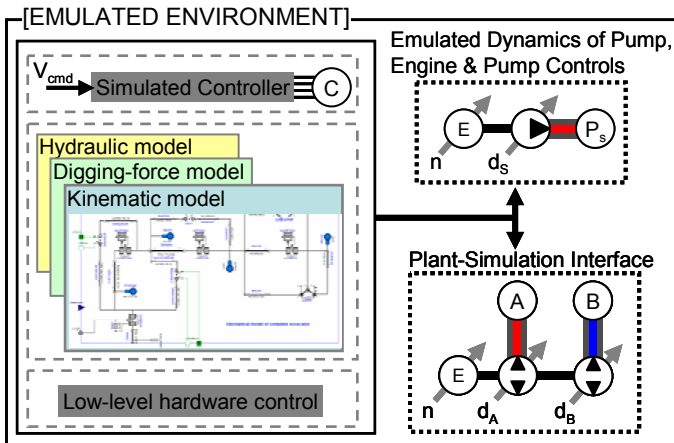 [EMULATED ENVIRONMENT]
Vcmd
Simulated Controller
C
Hydraulic model
Digging-force model
Kinematic model
Low-level hardware control
Emulated Dynamics of Pump,
Engine & Pump Controls
E
Ps
n
dS
Plant-Simulation Interface
A
B
E
n
dA
dB